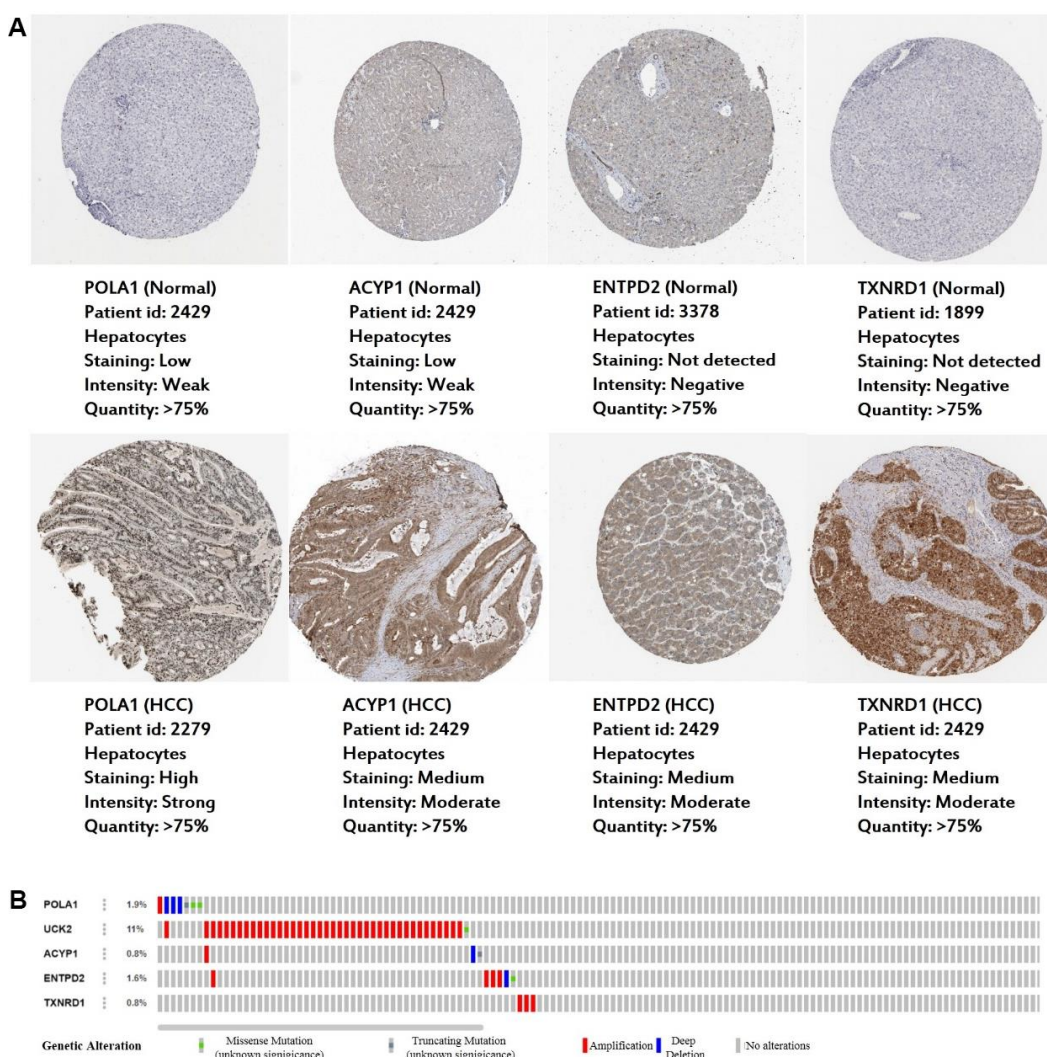 A
POLA1 (Normal)
Patient id: 2429
Hepatocytes
Staining: Low
Intensity: Weak
Quantity: >75%
ACYP1 (Normal)
Patient id: 2429
Hepatocytes
Staining: Low
Intensity: Weak
Quantity: >75%
ENTPD2 (Normal)
Patient id: 3378
Hepatocytes
Staining: Not detected
Intensity: Negative
Quantity: >75%
TXNRD1 (Normal)
Patient id: 1899
Hepatocytes
Staining: Not detected
Intensity: Negative
Quantity: >75%
POLA1 (HCC)
Patient id: 2279
Hepatocytes
Staining: High
Intensity: Strong
Quantity: >75%
ACYP1 (HCC)
Patient id: 2429
Hepatocytes
Staining: Medium
Intensity: Moderate
Quantity: >75%
ENTPD2 (HCC)
Patient id: 2429
Hepatocytes
Staining: Medium
Intensity: Moderate
Quantity: >75%
TXNRD1 (HCC)
Patient id: 2429
Hepatocytes
Staining: Medium
Intensity: Moderate
Quantity: >75%
B
POLA1 1.9%
UCK2 11%
ACYP1 0.8%
ENTPD2 1.6%
TXNRD1 0.8%
Genetic Alteration
Missense Mutation
(unknown signigicance)
Truncating Mutation
(unknown signigicance)
Amplification
Deep
Deletion
No alterations